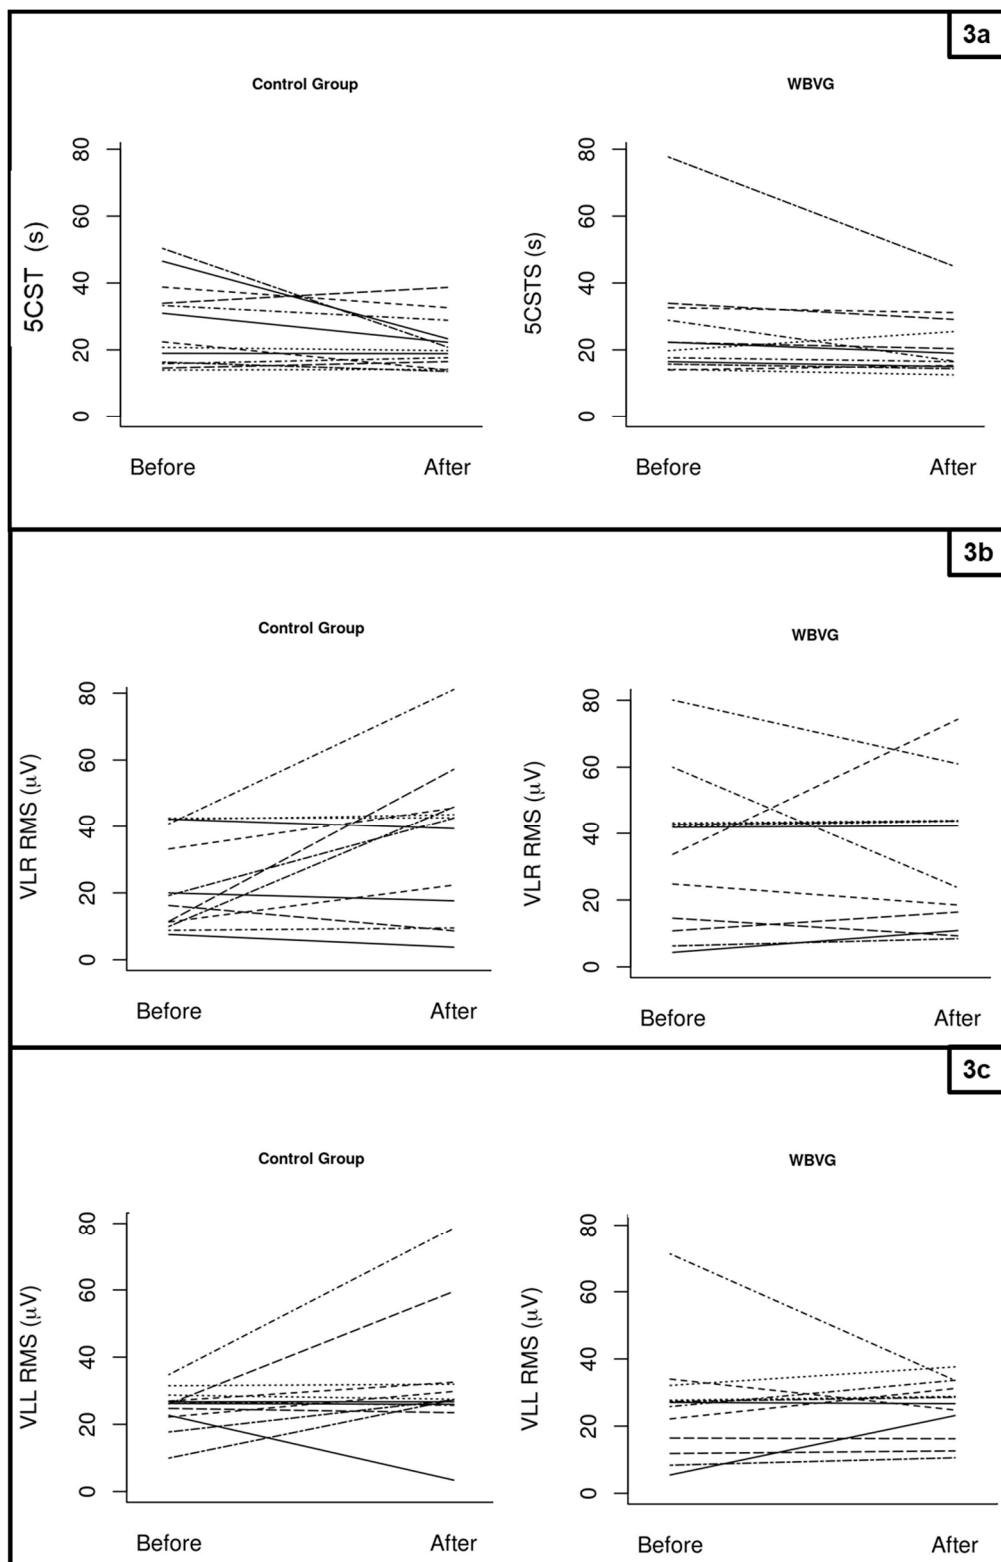 3a
Control Group
WBVG
5CST (s)
80
60
40
20
0
Before After
5CSTS (s)
80
60
40
20
0
Before After
3b
Control Group
WBVG
VLR RMS (μV)
80
60
40
20
0
Before After
VLR RMS (μV)
80
60
40
20
0
Before After
3c
Control Group
WBVG
VLL RMS (μV)
80
60
40
20
0
Before After
VLL RMS (μV)
80
60
40
20
0
Before After